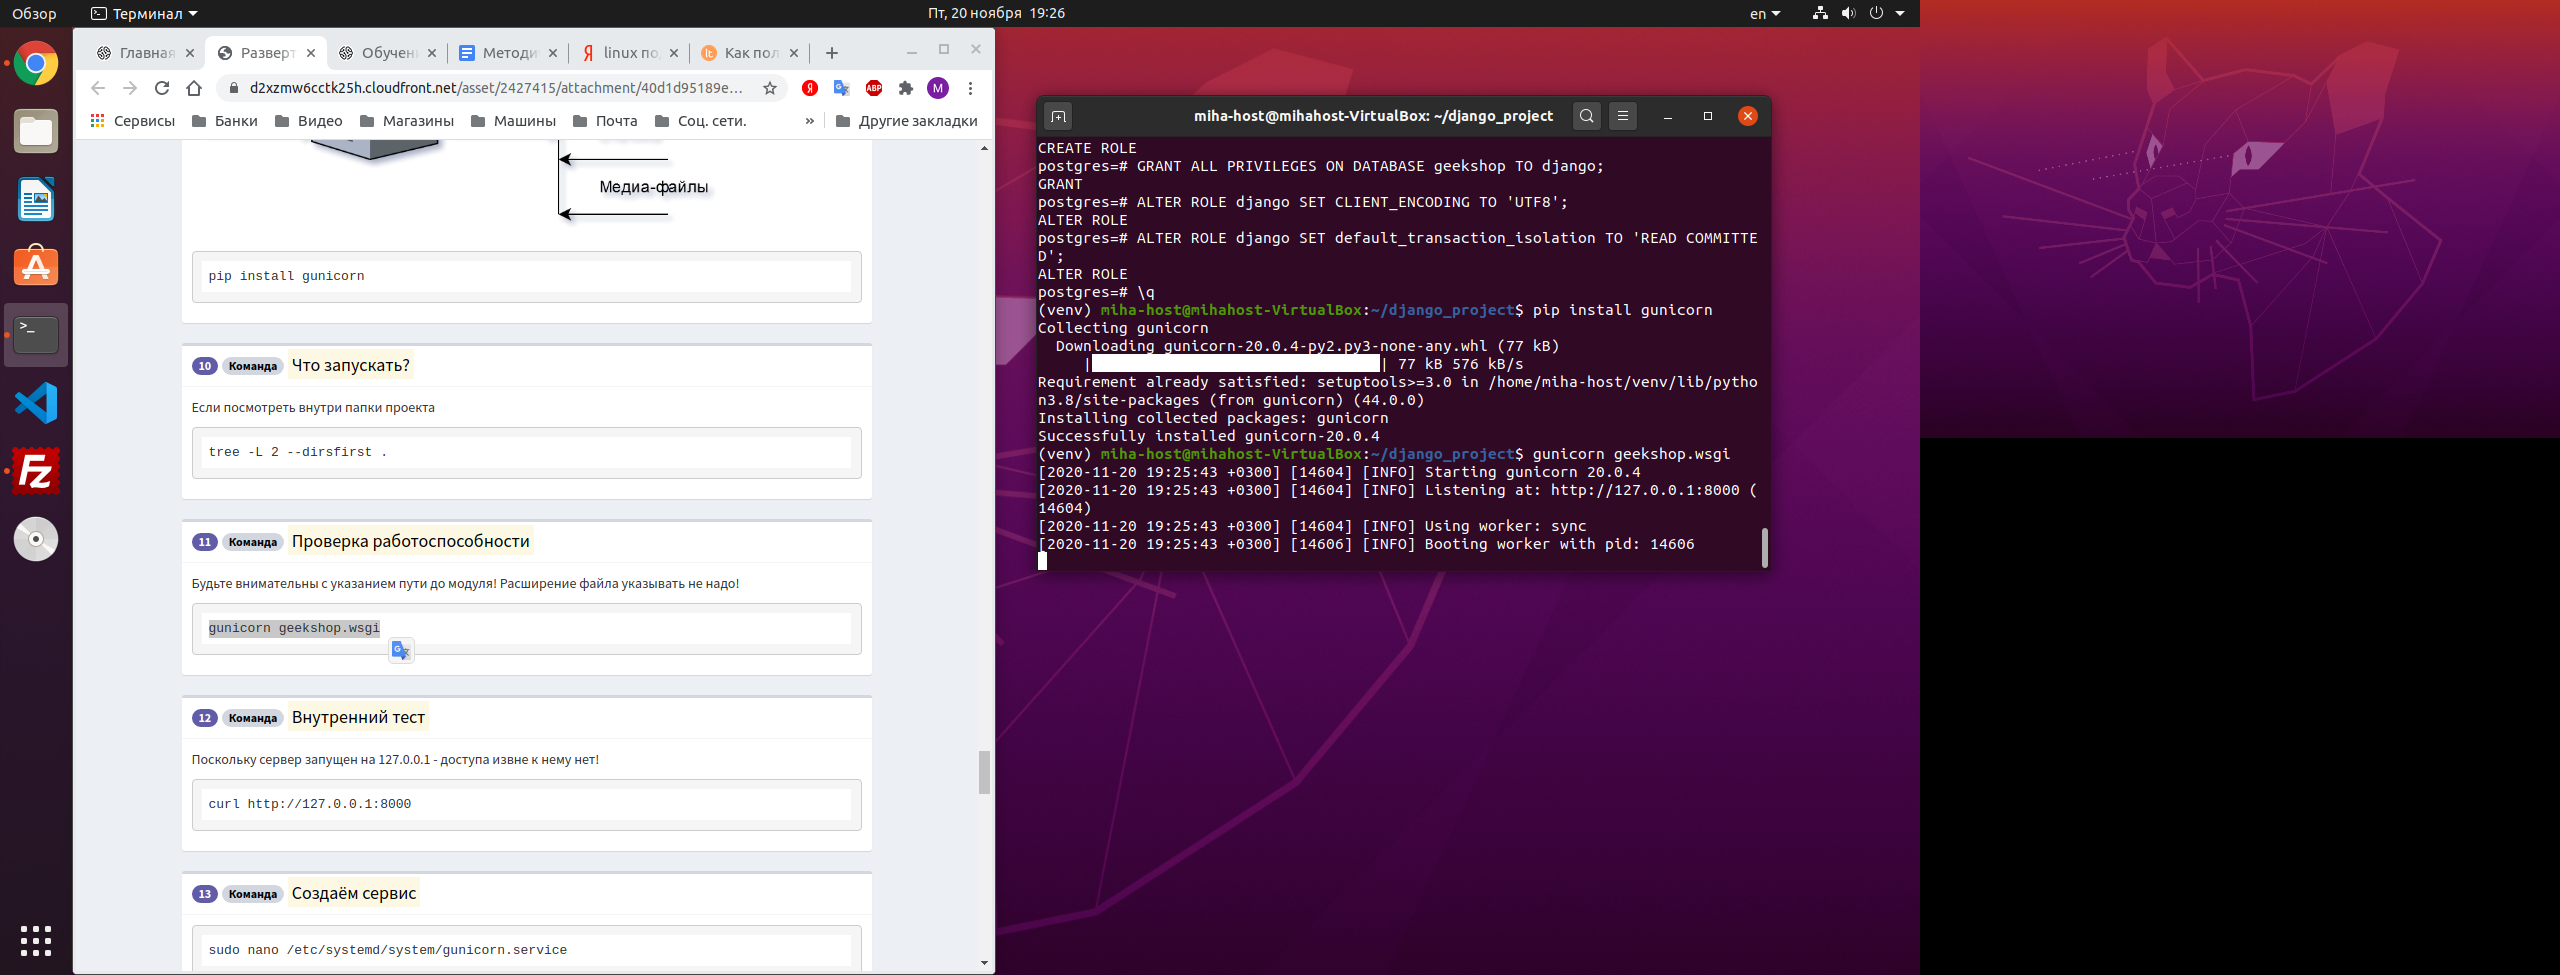 Обзор
Терминал
Пт, 20 ноября 19:26
en
Главная
Разверт
Обучен
Методи
linux по
Как пол
d2xzmw6cctk25h.cloudfront.net/asset/2427415/attachment/40d1d95189e...
Я
ABP
M
Сервисы
Банки
Видео
Магазины
Машины
Почта
Соц. сети.
»
Другие закладки
Медиа-файлы
pip install gunicorn
10 Команда Что запускать?
Если посмотреть внутри папки проекта
tree -L 2 --dirsfirst .
11 Команда Проверка работоспособности
Будьте внимательны с указанием пути до модуля! Расширение файла указывать не надо!
gunicorn geekshop.wsgi
12 Команда Внутренний тест
Поскольку сервер запущен на 127.0.0.1 - доступа извне к нему нет!
curl http://127.0.0.1:8000
13 Команда Создаём сервис
sudo nano /etc/systemd/system/gunicorn.service
miha-host@mihahost-VirtualBox: ~/django_project
CREATE ROLE
postgres=# GRANT ALL PRIVILEGES ON DATABASE geekshop TO django;
GRANT
postgres=# ALTER ROLE django SET CLIENT_ENCODING TO 'UTF8';
ALTER ROLE
postgres=# ALTER ROLE django SET default_transaction_isolation TO 'READ COMMITTE
D';
ALTER ROLE
postgres=# \q
(venv) miha-host@mihahost-VirtualBox:~/django_project$ pip install gunicorn
Collecting gunicorn
Downloading gunicorn-20.0.4-py2.py3-none-any.whl (77 kB)
| | 77 kB 576 kB/s
Requirement already satisfied: setuptools>=3.0 in /home/miha-host/venv/lib/pytho
n3.8/site-packages (from gunicorn) (44.0.0)
Installing collected packages: gunicorn
Successfully installed gunicorn-20.0.4
(venv) miha-host@mihahost-VirtualBox:~/django_project$ gunicorn geekshop.wsgi
[2020-11-20 19:25:43 +0300] [14604] [INFO] Starting gunicorn 20.0.4
[2020-11-20 19:25:43 +0300] [14604] [INFO] Listening at: http://127.0.0.1:8000 (
14604)
[2020-11-20 19:25:43 +0300] [14604] [INFO] Using worker: sync
[2020-11-20 19:25:43 +0300] [14606] [INFO] Booting worker with pid: 14606